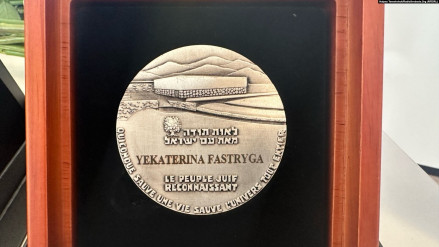 לאות תודה
מאת עם ישראל
YEKATERINA FASTRYGA
LE PEUPLE JUIF
RECONNAISSANT
QUICONQUE SAUVE UNE VIE SAUVE L'UNIVERS TOUT ENTIER